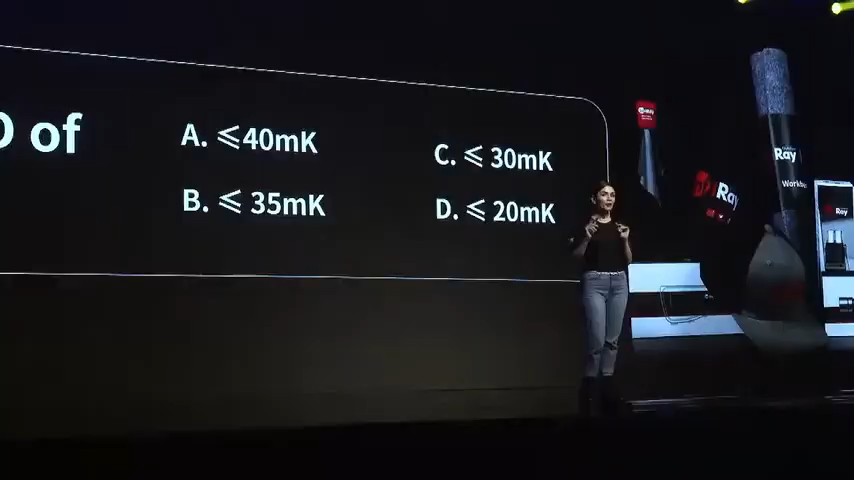 of
A. ⩽40mK
C. ⩽ 30mK
B. ⩽ 35mK
D. ⩽ 20mK
Ray
Ray
Ray